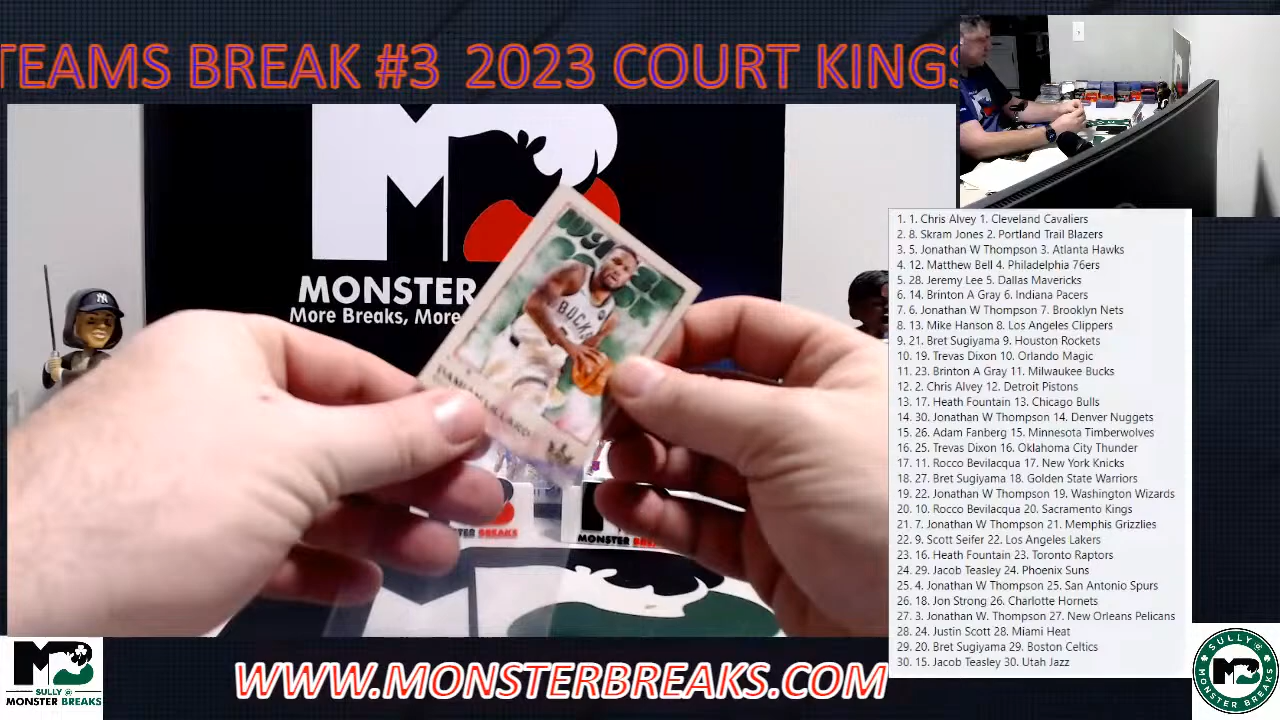 TEAMS BREAK #3 2023 COURT KINGS
MONSTER
More Breaks, More
BUCKS
DAMIAN LILLARD
MONSTER BREAKS
1. 1. Chris Alvey 1. Cleveland Cavaliers
2. 8. Skram Jones 2. Portland Trail Blazers
3. 5. Jonathan W Thompson 3. Atlanta Hawks
4. 12. Matthew Bell 4. Philadelphia 76ers
5. 28. Jeremy Lee 5. Dallas Mavericks
6. 14. Brinton A Gray 6. Indiana Pacers
7. 6. Jonathan W Thompson 7. Brooklyn Nets
8. 13. Mike Hanson 8. Los Angeles Clippers
9. 21. Bret Sugiyama 9. Houston Rockets
10. 19. Trevas Dixon 10. Orlando Magic
11. 23. Brinton A Gray 11. Milwaukee Bucks
12. 2. Chris Alvey 12. Detroit Pistons
13. 17. Heath Fountain 13. Chicago Bulls
14. 30. Jonathan W Thompson 14. Denver Nuggets
15. 26. Adam Fanberg 15. Minnesota Timberwolves
16. 25. Trevas Dixon 16. Oklahoma City Thunder
17. 11. Rocco Bevilacqua 17. New York Knicks
18. 27. Bret Sugiyama 18. Golden State Warriors
19. 22. Jonathan W Thompson 19. Washington Wizards
20. 10. Rocco Bevilacqua 20. Sacramento Kings
21. 7. Jonathan W Thompson 21. Memphis Grizzlies
22. 9. Scott Seifer 22. Los Angeles Lakers
23. 16. Heath Fountain 23. Toronto Raptors
24. 29. Jacob Teasley 24. Phoenix Suns
25. 4. Jonathan W Thompson 25. San Antonio Spurs
26. 18. Jon Strong 26. Charlotte Hornets
27. 3. Jonathan W. Thompson 27. New Orleans Pelicans
28. 24. Justin Scott 28. Miami Heat
29. 20. Bret Sugiyama 29. Boston Celtics
30. 15. Jacob Teasley 30. Utah Jazz
SULLY @
MONSTER BREAKS
WWW.MONSTERBREAKS.COM
SULLY @
MONSTER BREAKS